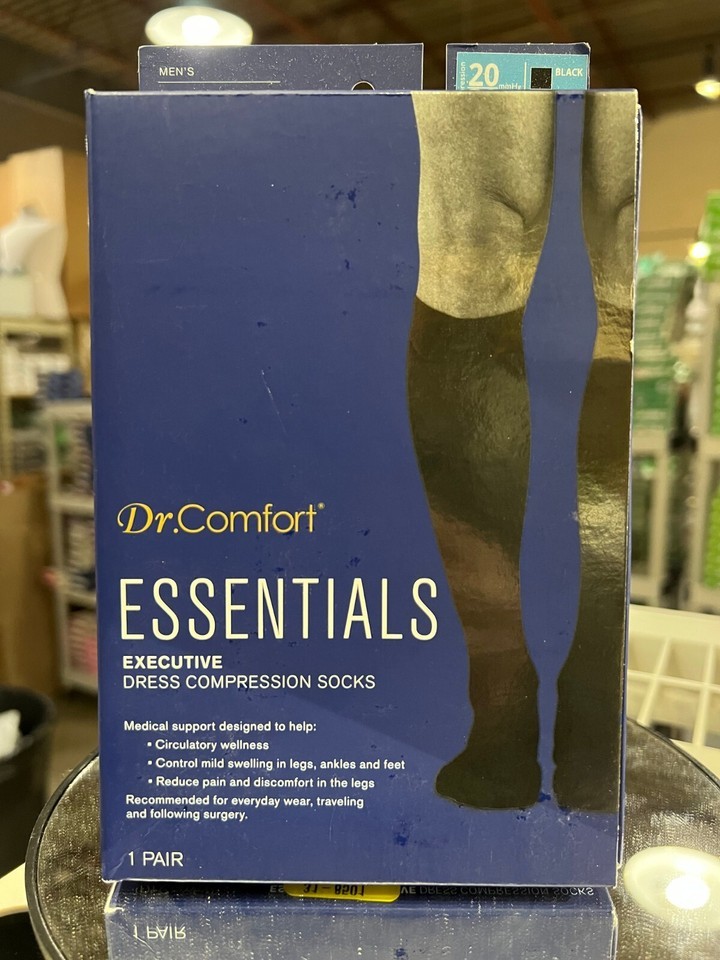 MEN'S
20 mmHg
BLACK
Dr.Comfort®
ESSENTIALS
EXECUTIVE
DRESS COMPRESSION SOCKS
Medical support designed to help:
▪ Circulatory wellness
▪ Control mild swelling in legs, ankles and feet
▪ Reduce pain and discomfort in the legs
Recommended for everyday wear, traveling
and following surgery.
1 PAIR